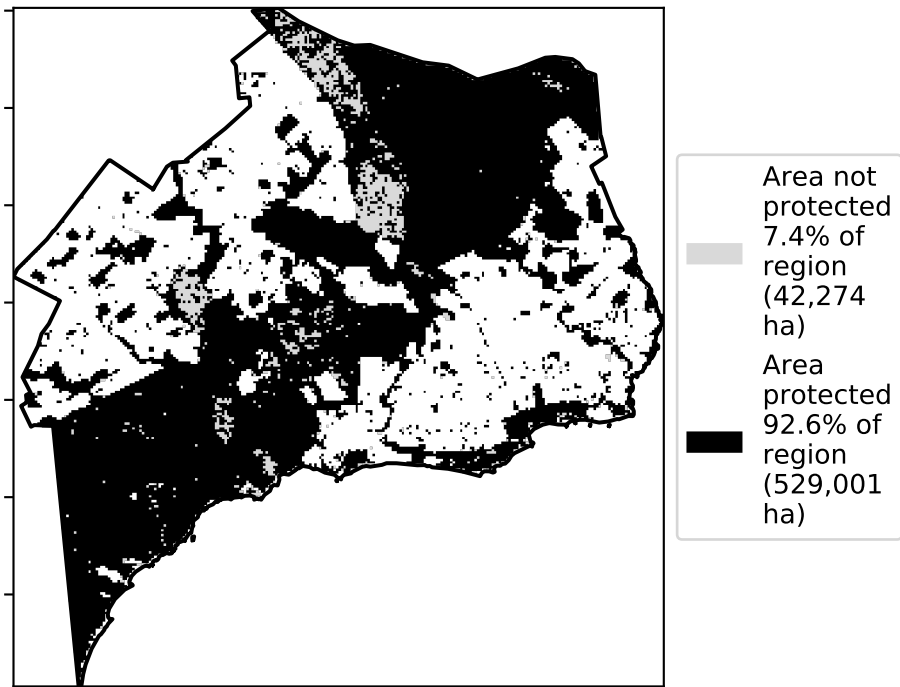 Area not
protected
7.4% of
region
(42,274
ha)
Area
protected
92.6% of
region
(529,001
ha)